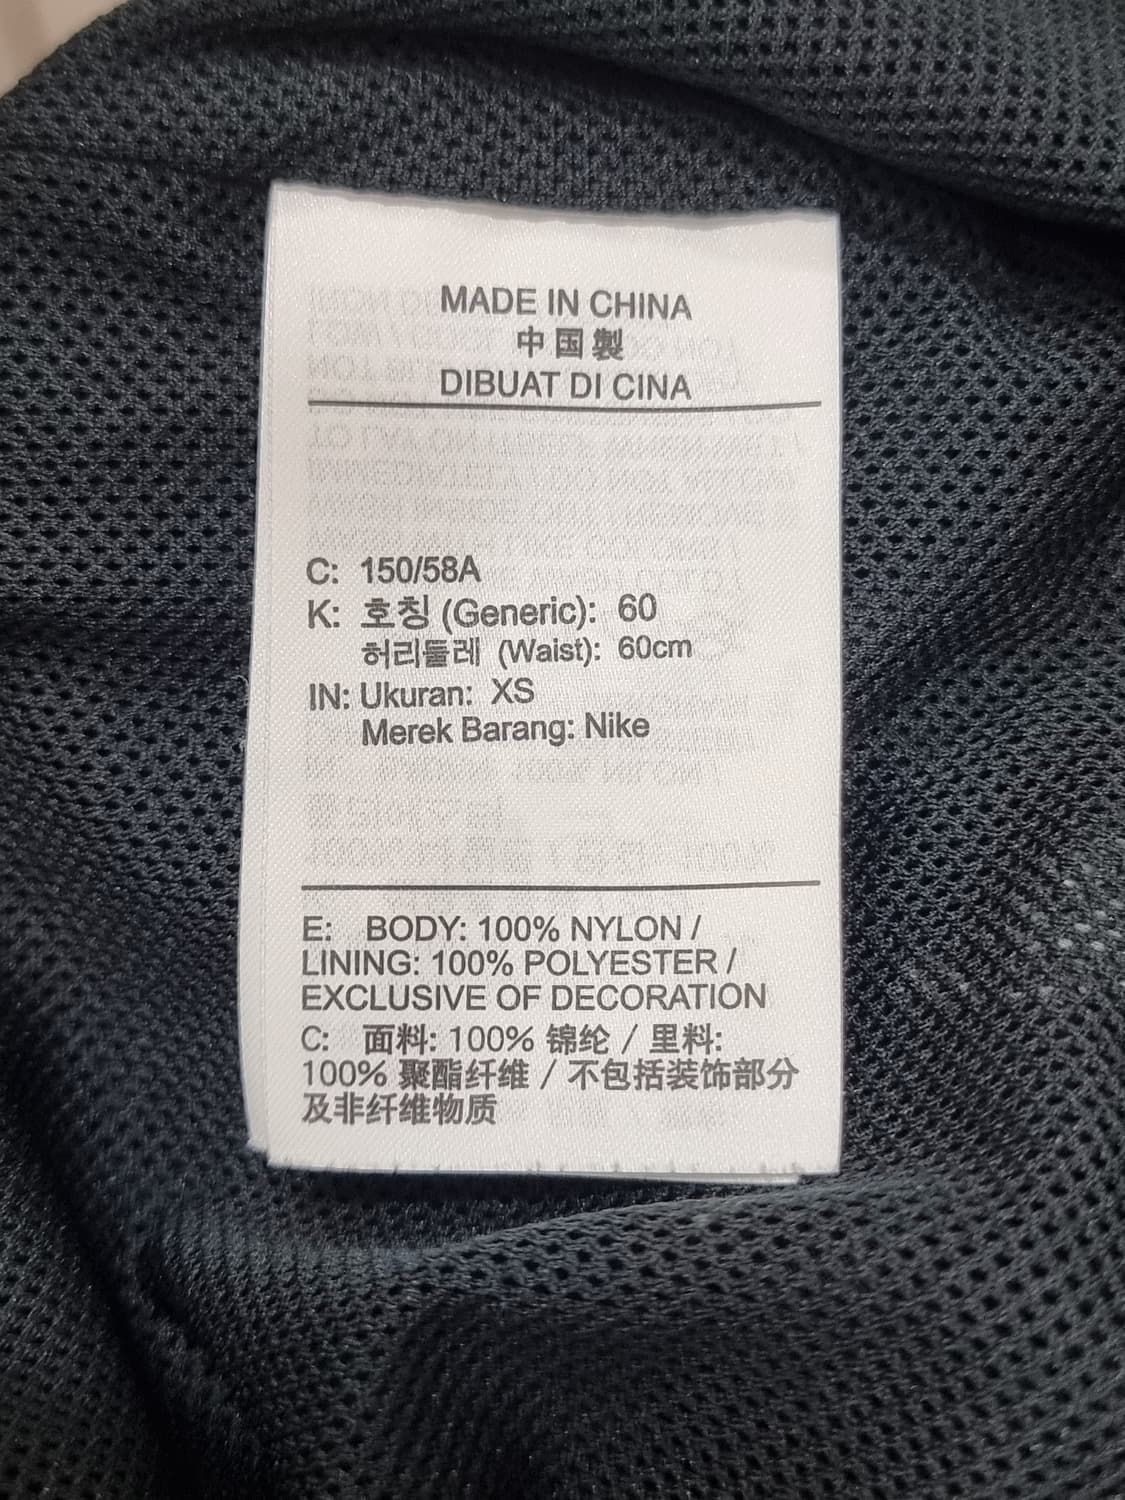 MADE IN CHINA
中国製
DIBUAT DI CINA
C: 150/58A
K: 호칭 (Generic): 60
허리둘레 (Waist): 60cm
IN: Ukuran: XS
Merek Barang: Nike
E: BODY: 100% NYLON /
LINING: 100% POLYESTER /
EXCLUSIVE OF DECORATION
C: 面料: 100% 锦纶 / 里料:
100% 聚酯纤维 / 不包括装饰部分
及非纤维物质